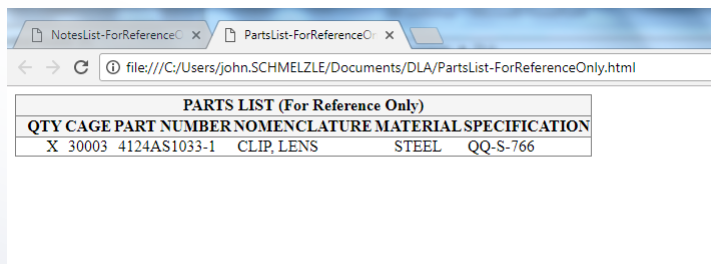 NotesList-ForReferenceO
PartsList-ForReferenceOr
file:///C:/Users/john.SCHMELZLE/Documents/DLA/PartsList-ForReferenceOnly.html
PARTS LIST (For Reference Only)
QTY CAGE PART NUMBER NOMENCLATURE MATERIAL SPECIFICATION
X 30003 4124AS1033-1 CLIP, LENS STEEL QQ-S-766